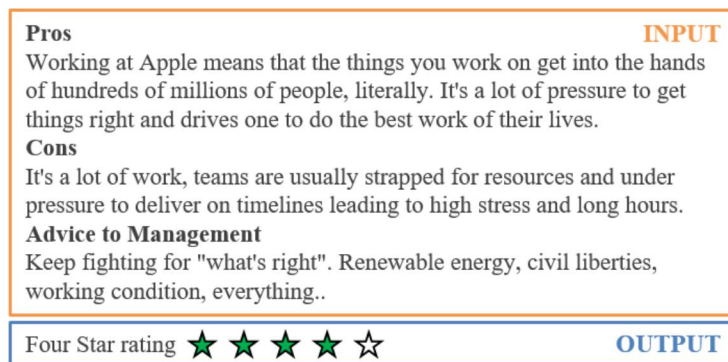 Pros INPUT
Working at Apple means that the things you work on get into the hands
of hundreds of millions of people, literally. It's a lot of pressure to get
things right and drives one to do the best work of their lives.
Cons
It's a lot of work, teams are usually strapped for resources and under
pressure to deliver on timelines leading to high stress and long hours.
Advice to Management
Keep fighting for "what's right". Renewable energy, civil liberties,
working condition, everything..
Four Star rating OUTPUT